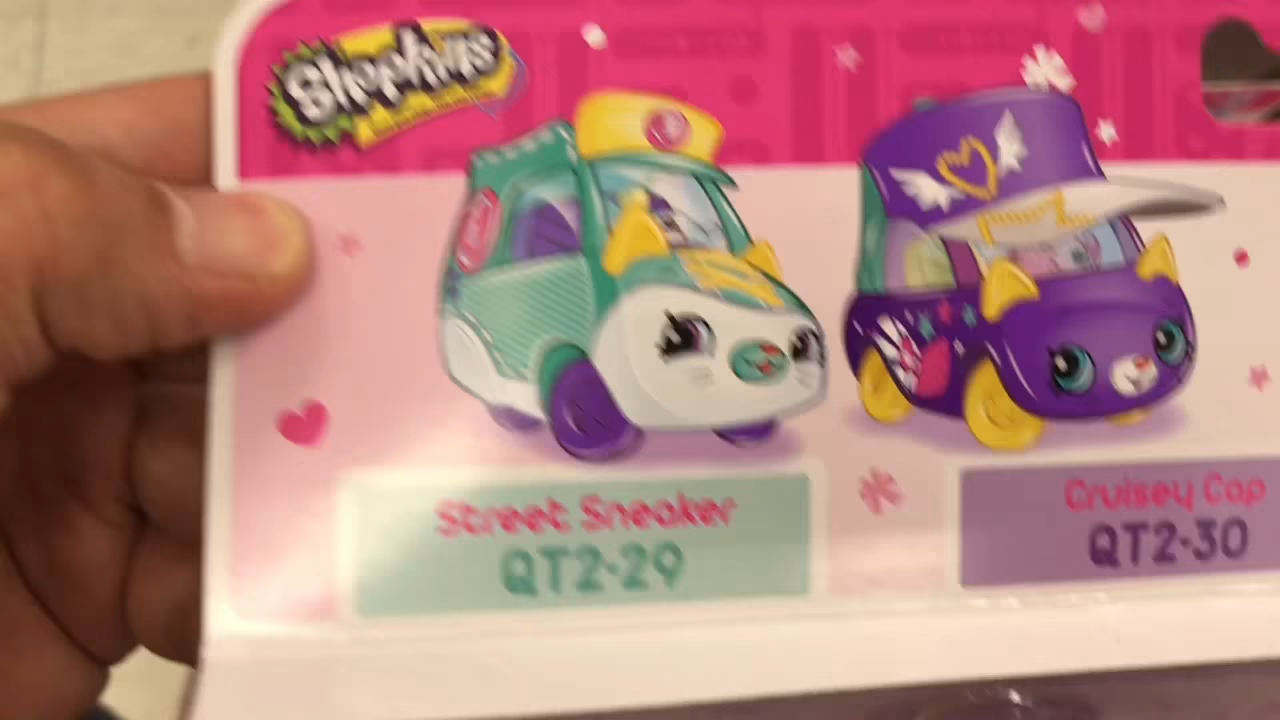 Shopkins
Street Sneaker
QT2-29
Cruisey Cap
QT2-30